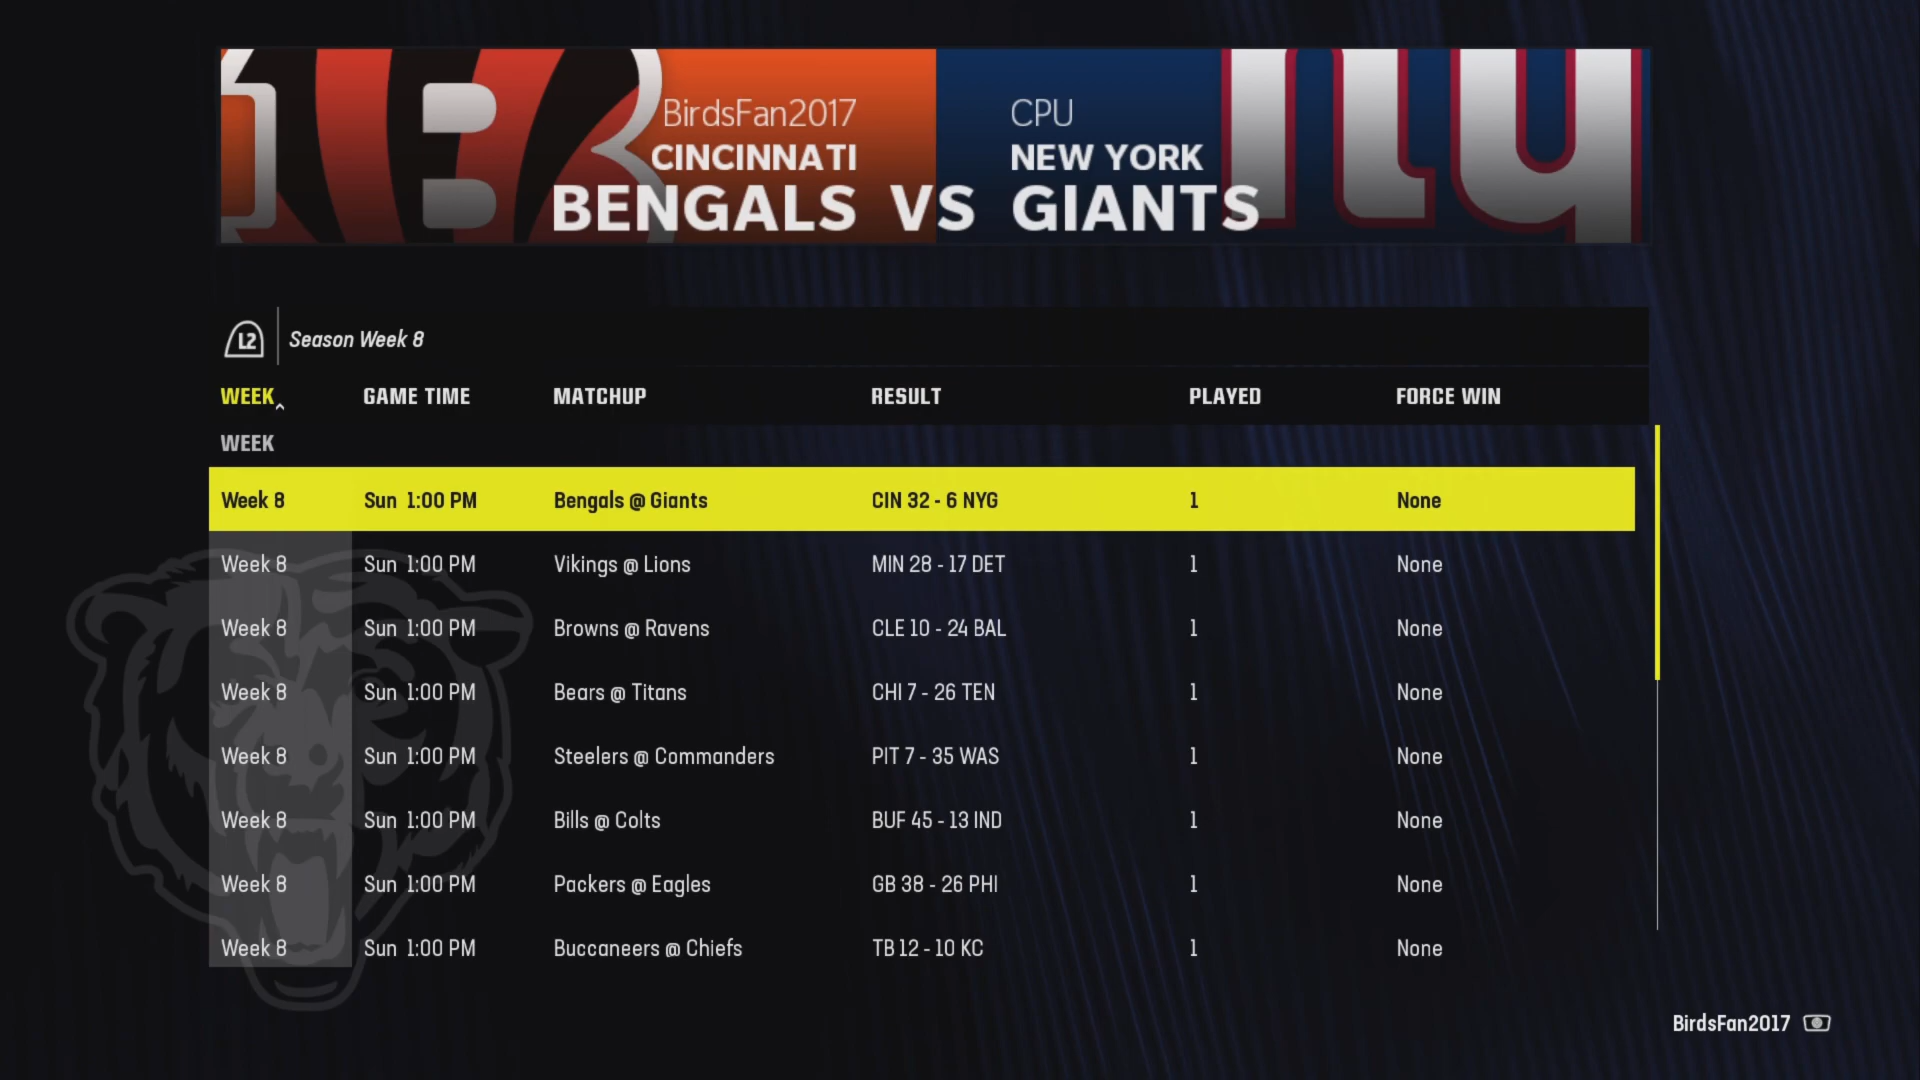 BirdsFan2017
CINCINNATI
BENGALS VS GIANTS
CPU
NEW YORK
L2 Season Week 8
WEEK GAME TIME MATCHUP RESULT PLAYED FORCE WIN
WEEK
Week 8 Sun 1:00 PM Bengals @ Giants CIN 32 - 6 NYG 1 None
Week 8 Sun 1:00 PM Vikings @ Lions MIN 28 - 17 DET 1 None
Week 8 Sun 1:00 PM Browns @ Ravens CLE 10 - 24 BAL 1 None
Week 8 Sun 1:00 PM Bears @ Titans CHI 7 - 26 TEN 1 None
Week 8 Sun 1:00 PM Steelers @ Commanders PIT 7 - 35 WAS 1 None
Week 8 Sun 1:00 PM Bills @ Colts BUF 45 - 13 IND 1 None
Week 8 Sun 1:00 PM Packers @ Eagles GB 38 - 26 PHI 1 None
Week 8 Sun 1:00 PM Buccaneers @ Chiefs TB 12 - 10 KC 1 None
BirdsFan2017